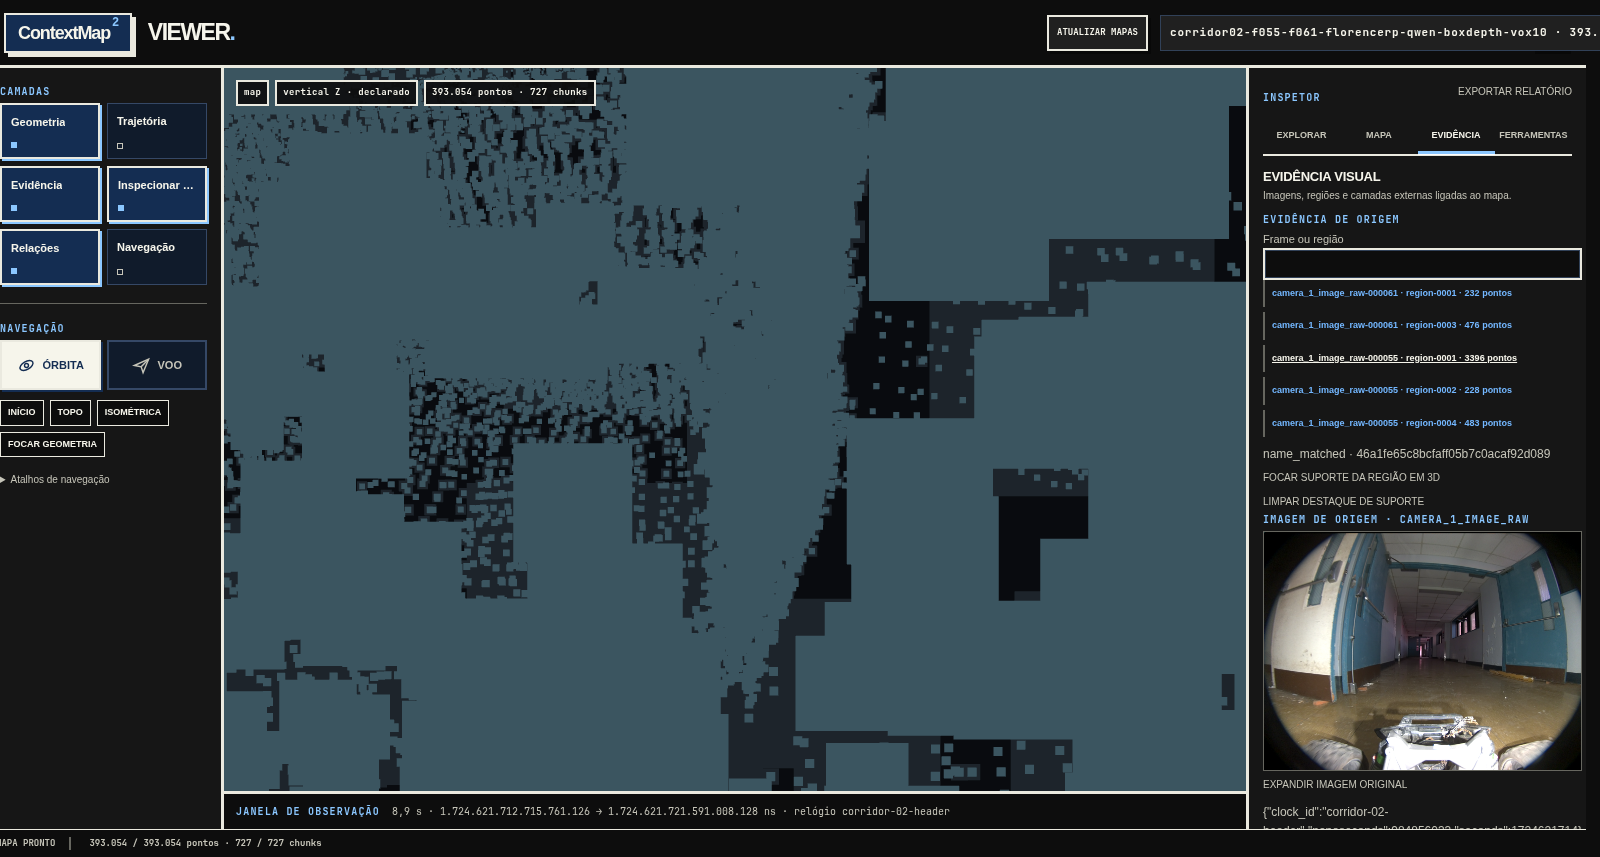 ContextMap 2 VIEWER.
ATUALIZAR MAPAS
corridor02-f055-f061-florencerp-qwen-boxdepth-vox10 · 393.
CAMADAS
Geometria
Trajetória
Evidência
Inspecionar ...
Relações
Navegação
NAVEGAÇÃO
ÓRBITA
VOO
INÍCIO
TOPO
ISOMÉTRICA
FOCAR GEOMETRIA
Atalhos de navegação
map
vertical Z · declarado
393.054 pontos · 727 chunks
JANELA DE OBSERVAÇÃO 8,9 s · 1.724.621.712.715.761.126 → 1.724.621.721.591.008.128 ns · relógio corridor-02-header
INSPETOR
EXPORTAR RELATÓRIO
EXPLORAR
MAPA
EVIDÊNCIA
FERRAMENTAS
EVIDÊNCIA VISUAL
Imagens, regiões e camadas externas ligadas ao mapa.
EVIDÊNCIA DE ORIGEM
Frame ou região
camera_1_image_raw-000061 · region-0001 · 232 pontos
camera_1_image_raw-000061 · region-0003 · 476 pontos
camera_1_image_raw-000055 · region-0001 · 3396 pontos
camera_1_image_raw-000055 · region-0002 · 228 pontos
camera_1_image_raw-000055 · region-0004 · 483 pontos
name_matched · 46a1fe65c8bcfaff05b7c0acaf92d089
FOCAR SUPORTE DA REGIÃO EM 3D
LIMPAR DESTAQUE DE SUPORTE
IMAGEM DE ORIGEM · CAMERA_1_IMAGE_RAW
EXPANDIR IMAGEM ORIGINAL
{"clock_id":"corridor-02-
MAPA PRONTO
393.054 / 393.054 pontos · 727 / 727 chunks